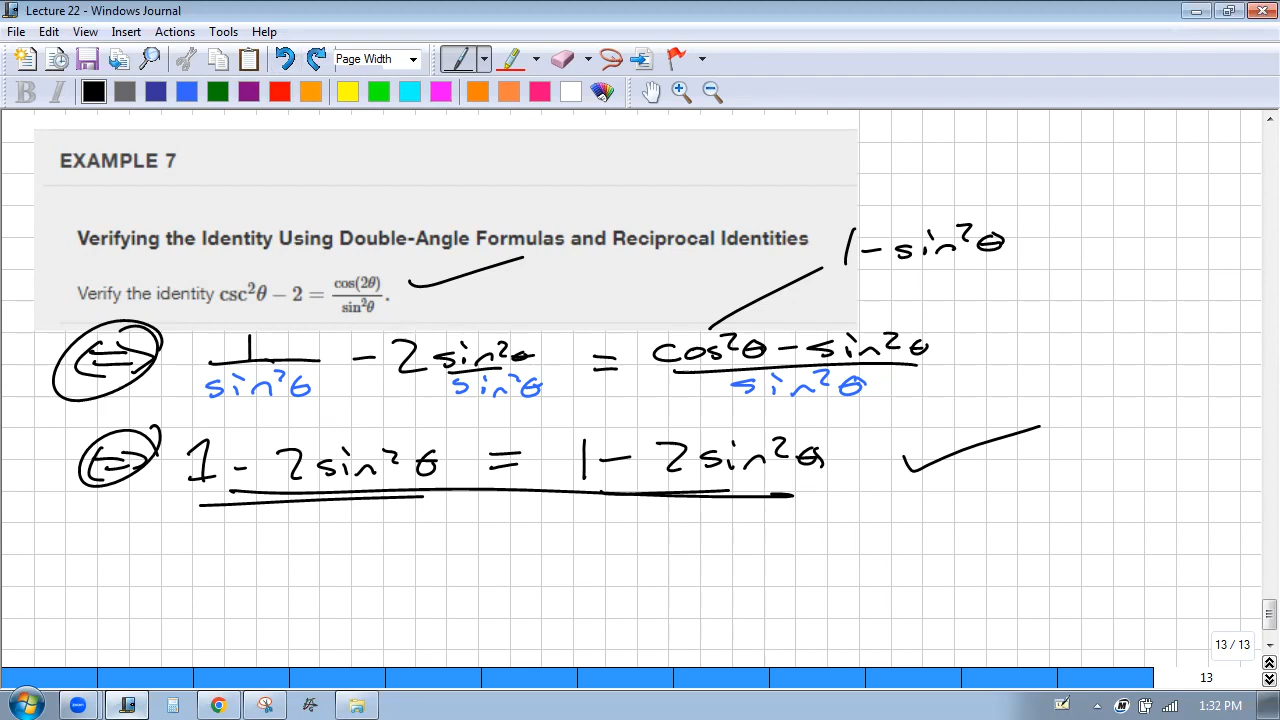 Lecture 22 - Windows Journal
File Edit View Insert Actions Tools Help
Page Width
B I
EXAMPLE 7
Verifying the Identity Using Double-Angle Formulas and Reciprocal Identities
1 - sin²θ
Verify the identity csc²θ − 2 = cos(2θ)/sin²θ.
⇔ 1/sin²θ - 2 sin²θ/sin²θ = (cos²θ - sin²θ)/sin²θ
⇔ 1 - 2sin²θ = 1 - 2sin²θ ✓
13 / 13
13
1:32 PM